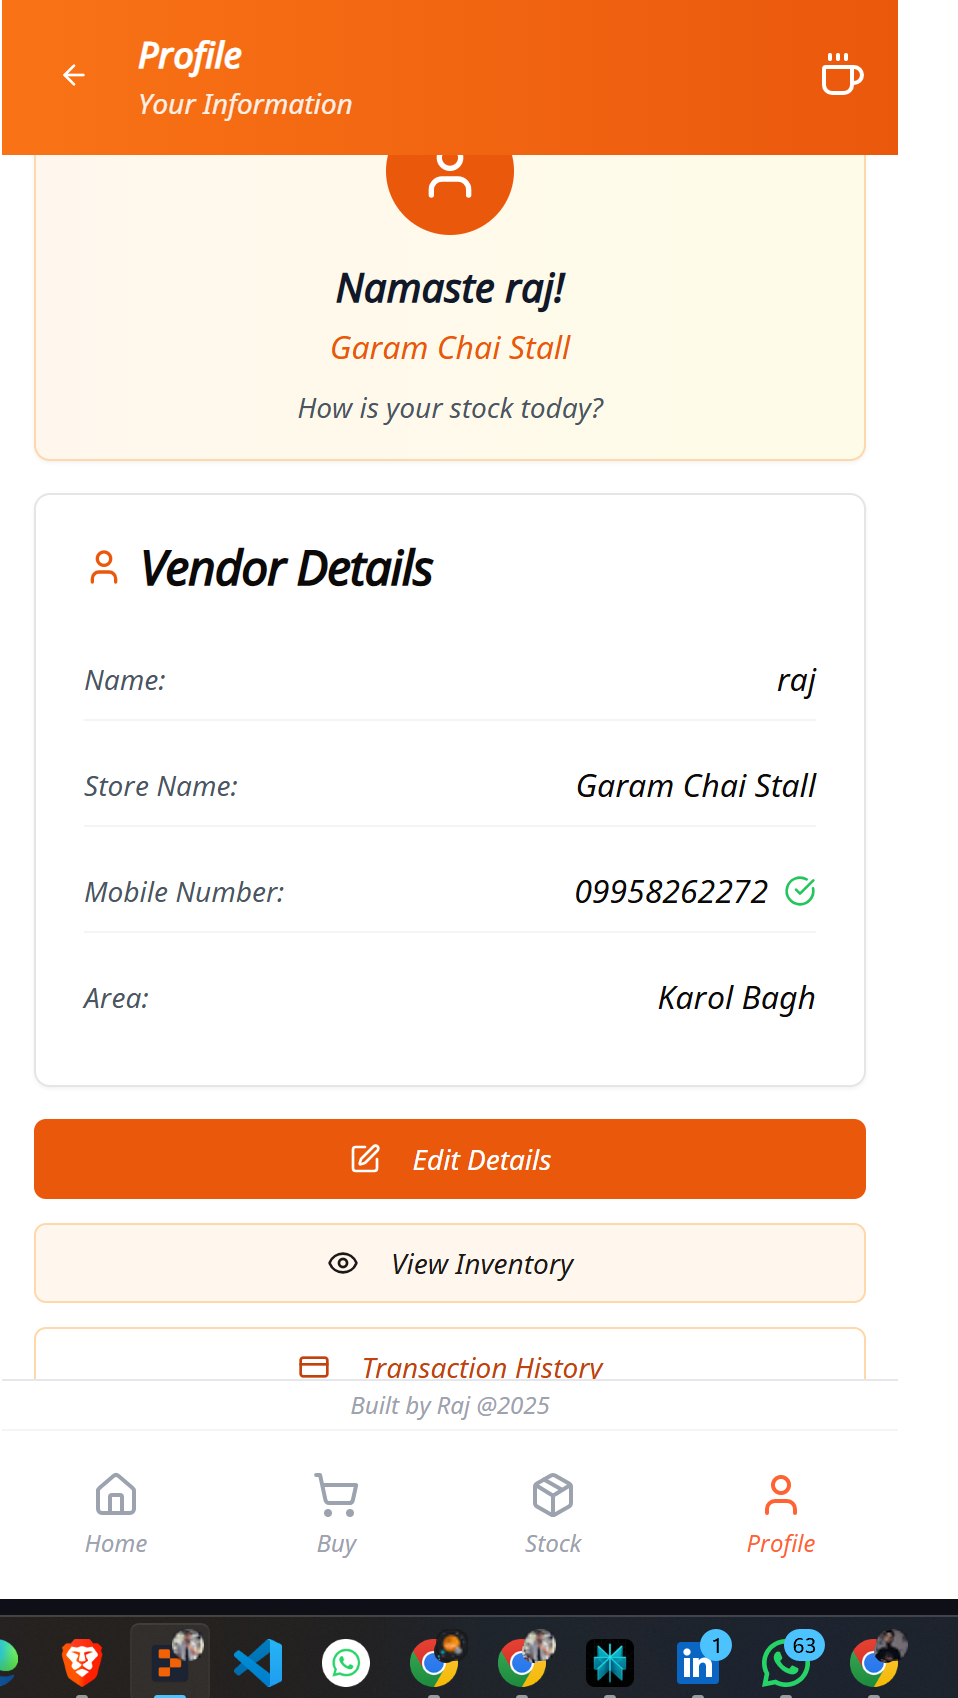 Profile
Your Information
Namaste raj!
Garam Chai Stall
How is your stock today?
Vendor Details
Name: raj
Store Name: Garam Chai Stall
Mobile Number: 09958262272
Area: Karol Bagh
Edit Details
View Inventory
Transaction History
Built by Raj @2025
Home Buy Stock Profile
in 1 63